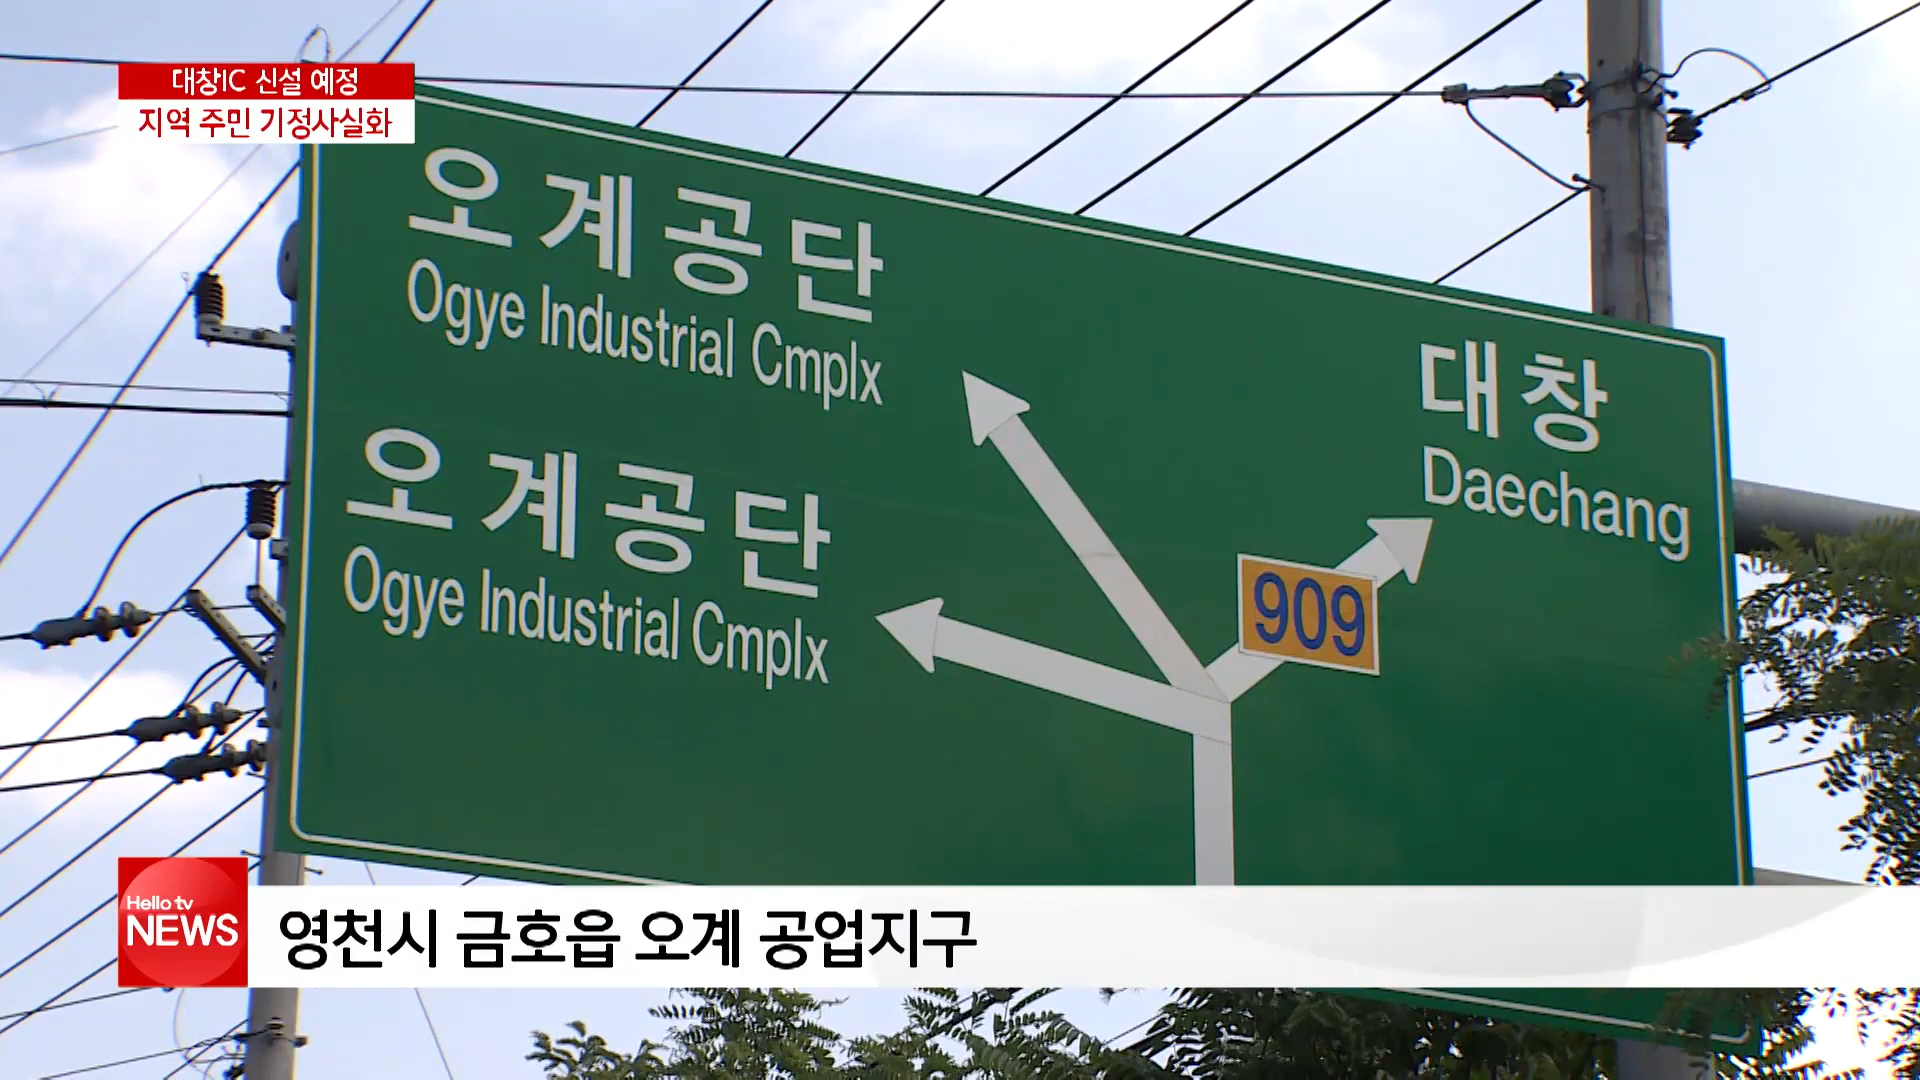 대창IC 신설 예정
지역 주민 기정사실화
오계공단
Ogye Industrial Cmplx
오계공단
Ogye Industrial Cmplx
대창
Daechang
909
Hello tv
NEWS
영천시 금호읍 오계 공업지구